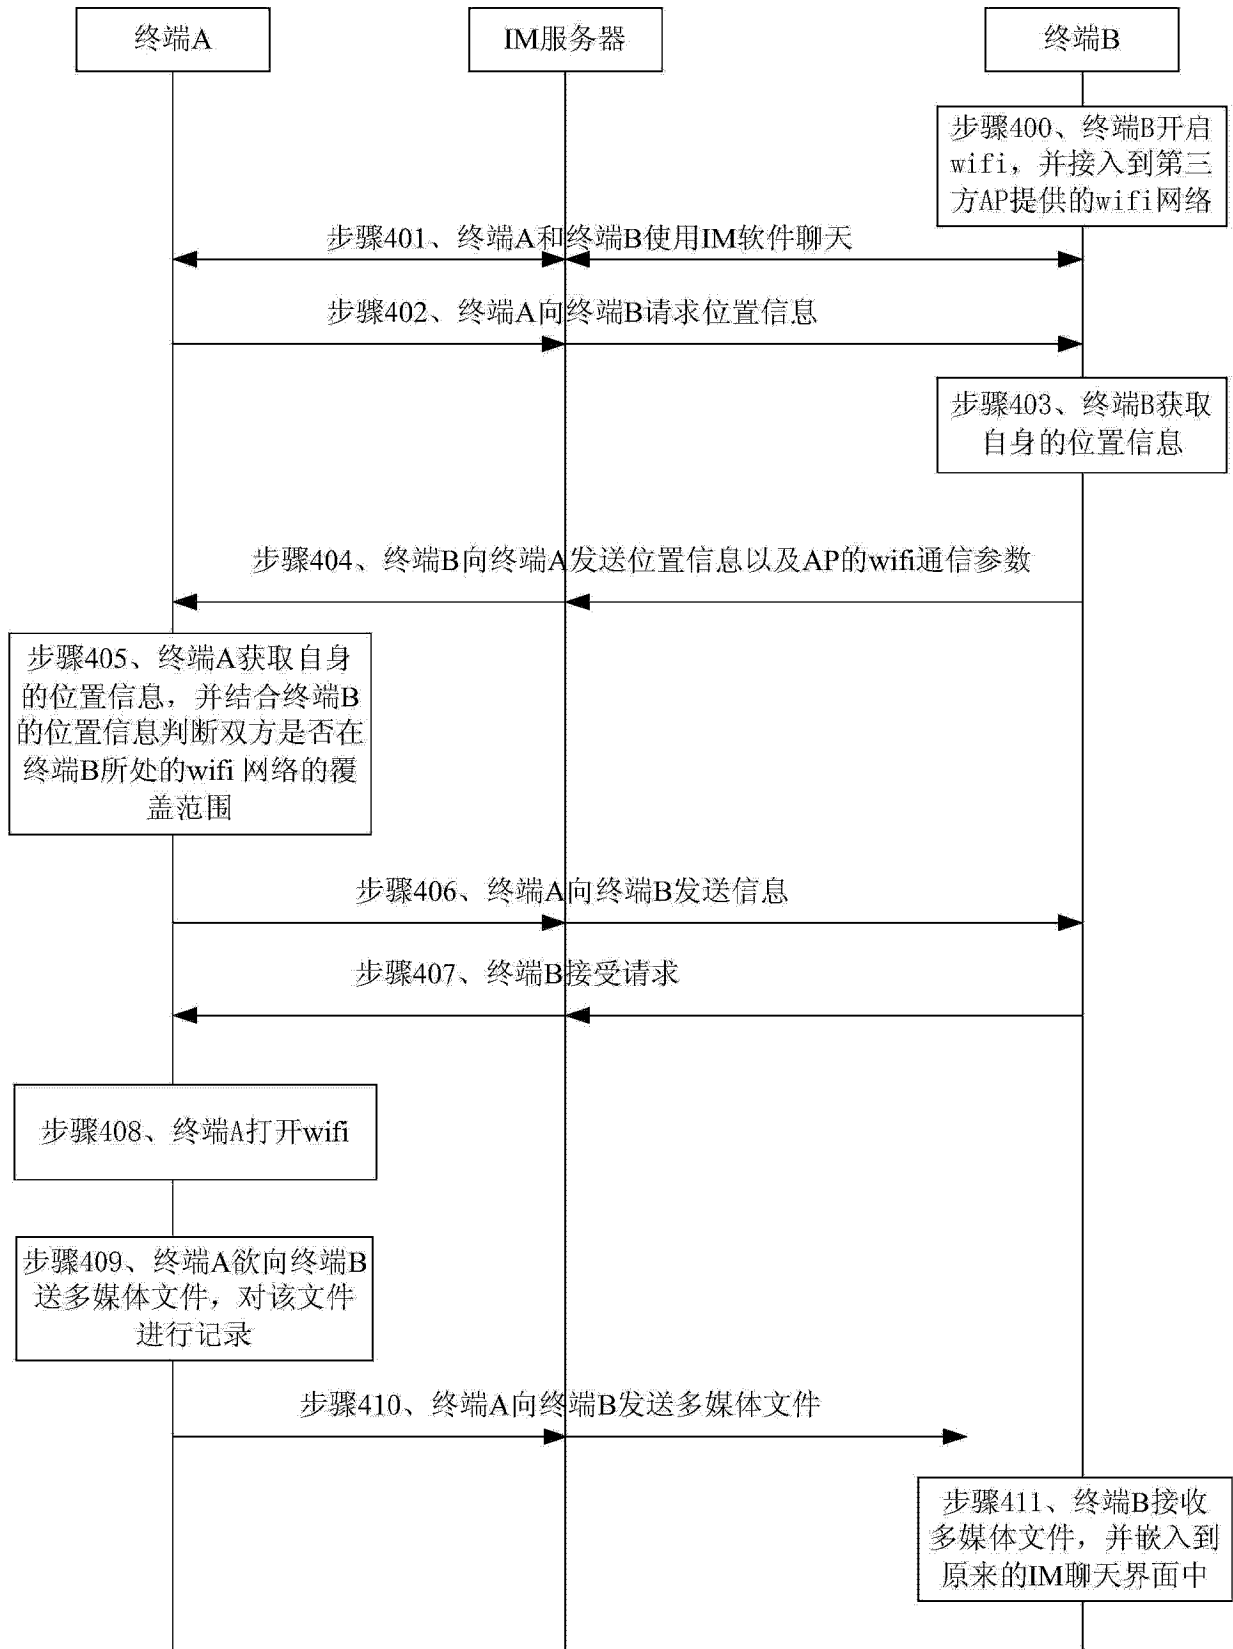 终端A
IM服务器
终端B
步骤400、终端B开启
wifi，并接入到第三
方AP提供的wifi网络
步骤401、终端A和终端B使用IM软件聊天
步骤402、终端A向终端B请求位置信息
步骤403、终端B获取
自身的位置信息
步骤404、终端B向终端A发送位置信息以及AP的wifi通信参数
步骤405、终端A获取自身
的位置信息，并结合终端B
的位置信息判断双方是否在
终端B所处的wifi 网络的覆
盖范围
步骤406、终端A向终端B发送信息
步骤407、终端B接受请求
步骤408、终端A打开wifi
步骤409、终端A欲向终端B
送多媒体文件，对该文件
进行记录
步骤410、终端A向终端B发送多媒体文件
步骤411、终端B接收
多媒体文件，并嵌入到
原来的IM聊天界面中